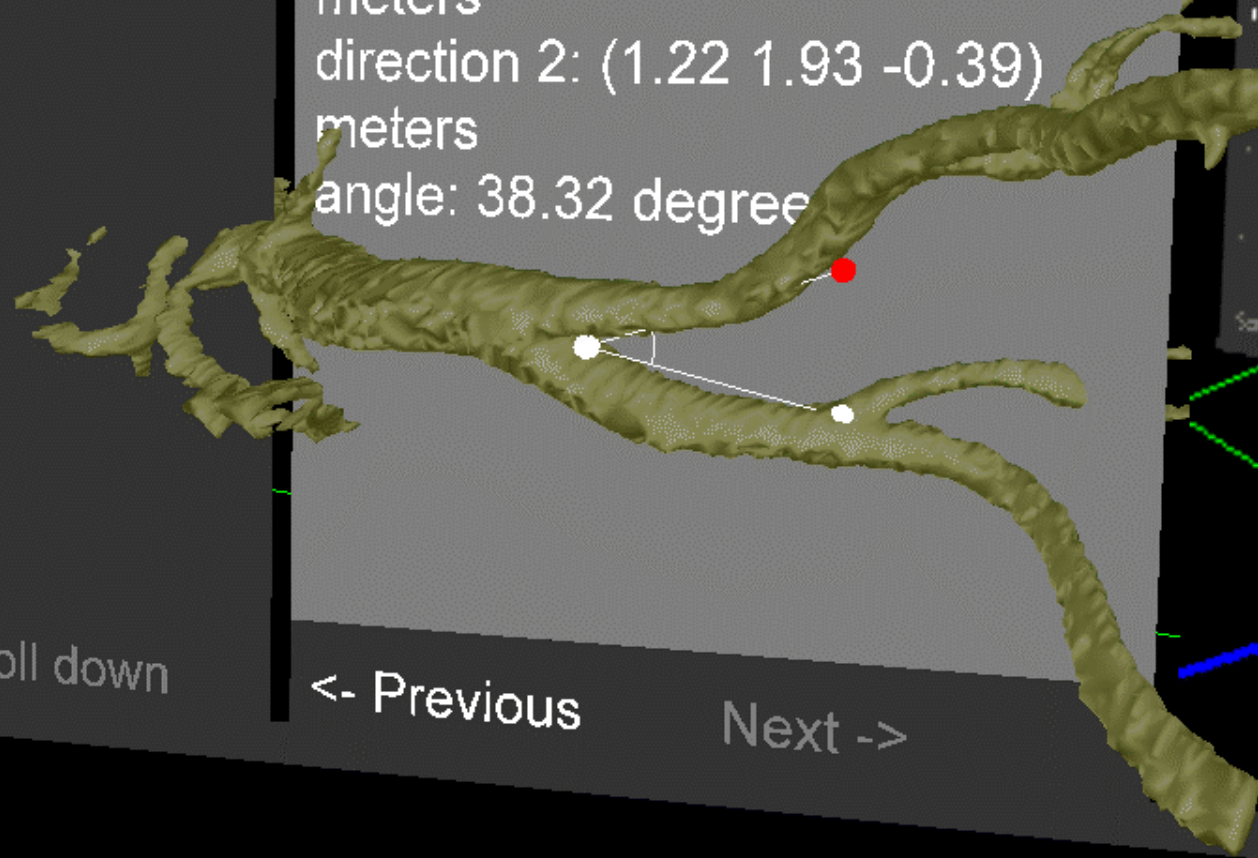 meters
direction 2: (1.22 1.93 -0.39)
meters
angle: 38.32 degree
oll down
<- Previous
Next ->